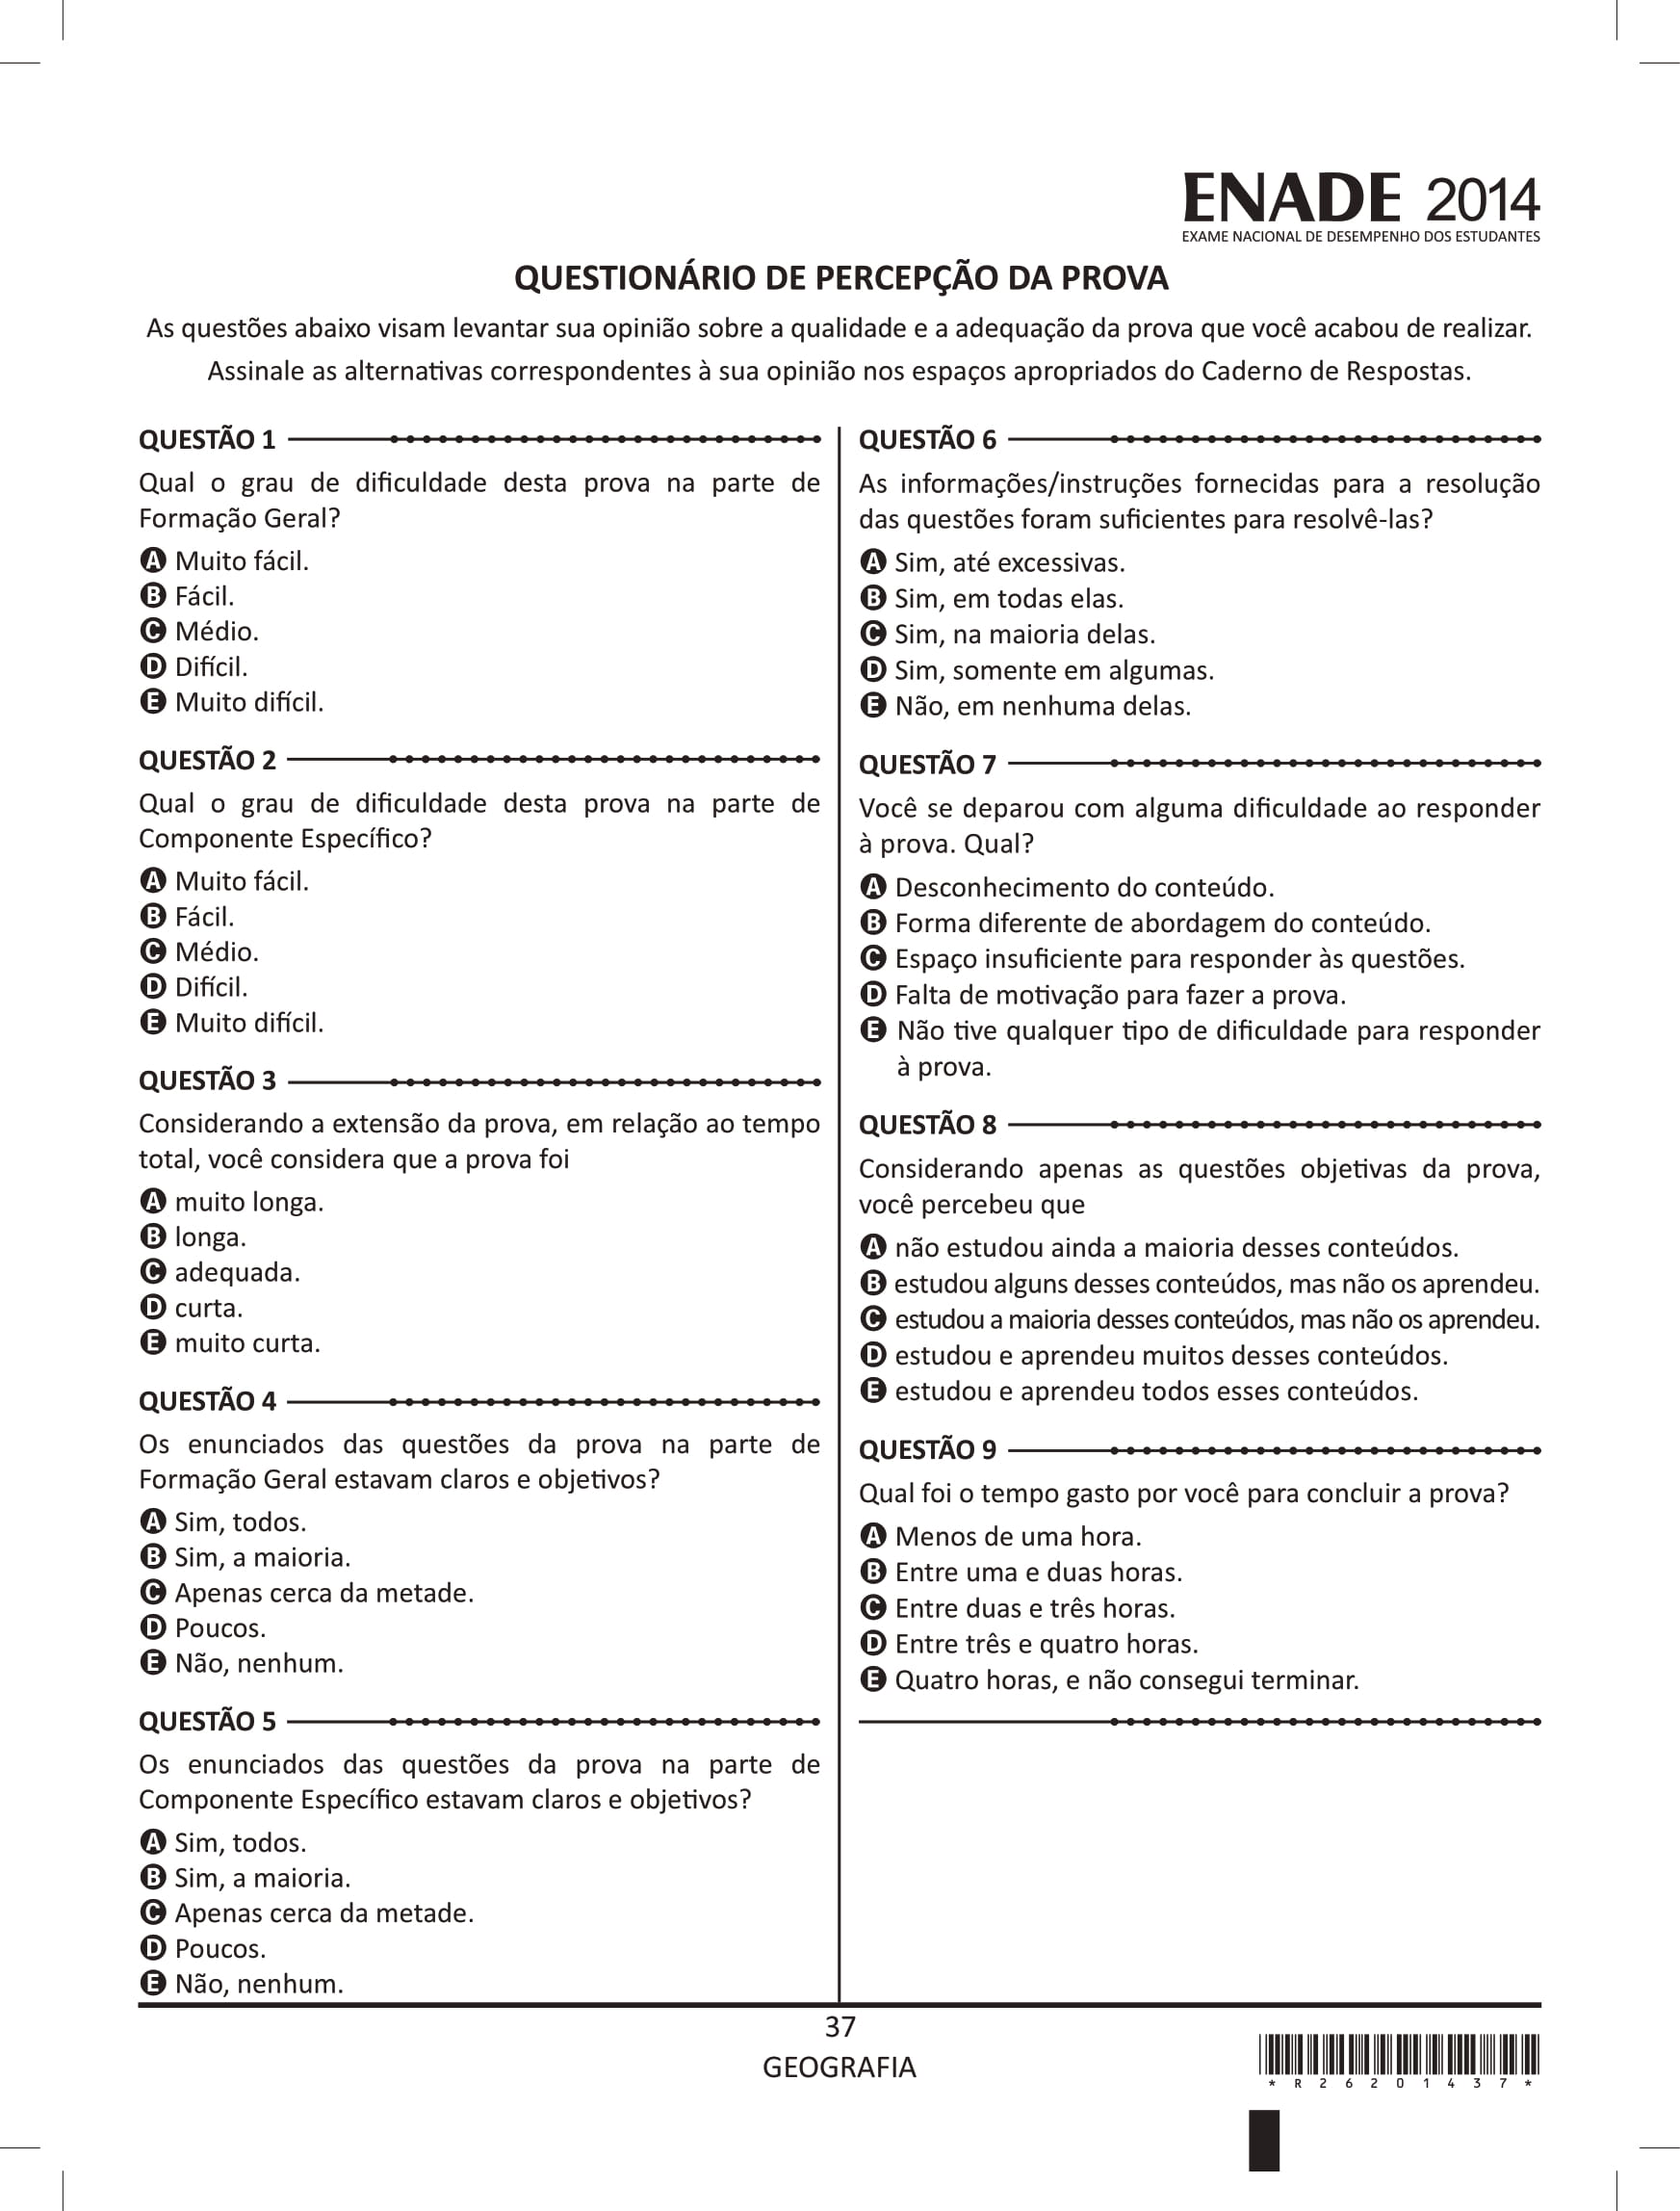 ENADE 2014
EXAME NACIONAL DE DESEMPENHO DOS ESTUDANTES
QUESTIONÁRIO DE PERCEPÇÃO DA PROVA
As questões abaixo visam levantar sua opinião sobre a qualidade e a adequação da prova que você acabou de realizar.
Assinale as alternativas correspondentes à sua opinião nos espaços apropriados do Caderno de Respostas.
QUESTÃO 1
Qual o grau de dificuldade desta prova na parte de
Formação Geral?
A Muito fácil.
B Fácil.
C Médio.
D Difícil.
E Muito difícil.
QUESTÃO 2
Qual o grau de dificuldade desta prova na parte de
Componente Específico?
A Muito fácil.
B Fácil.
C Médio.
D Difícil.
E Muito difícil.
QUESTÃO 3
Considerando a extensão da prova, em relação ao tempo
total, você considera que a prova foi
A muito longa.
B longa.
C adequada.
D curta.
E muito curta.
QUESTÃO 4
Os enunciados das questões da prova na parte de
Formação Geral estavam claros e objetivos?
A Sim, todos.
B Sim, a maioria.
C Apenas cerca da metade.
D Poucos.
E Não, nenhum.
QUESTÃO 5
Os enunciados das questões da prova na parte de
Componente Específico estavam claros e objetivos?
A Sim, todos.
B Sim, a maioria.
C Apenas cerca da metade.
D Poucos.
E Não, nenhum.
QUESTÃO 6
As informações/instruções fornecidas para a resolução
das questões foram suficientes para resolvê-las?
A Sim, até excessivas.
B Sim, em todas elas.
C Sim, na maioria delas.
D Sim, somente em algumas.
E Não, em nenhuma delas.
QUESTÃO 7
Você se deparou com alguma dificuldade ao responder
à prova. Qual?
A Desconhecimento do conteúdo.
B Forma diferente de abordagem do conteúdo.
C Espaço insuficiente para responder às questões.
D Falta de motivação para fazer a prova.
E Não tive qualquer tipo de dificuldade para responder
à prova.
QUESTÃO 8
Considerando apenas as questões objetivas da prova,
você percebeu que
A não estudou ainda a maioria desses conteúdos.
B estudou alguns desses conteúdos, mas não os aprendeu.
C estudou a maioria desses conteúdos, mas não os aprendeu.
D estudou e aprendeu muitos desses conteúdos.
E estudou e aprendeu todos esses conteúdos.
QUESTÃO 9
Qual foi o tempo gasto por você para concluir a prova?
A Menos de uma hora.
B Entre uma e duas horas.
C Entre duas e três horas.
D Entre três e quatro horas.
E Quatro horas, e não consegui terminar.
37
GEOGRAFIA
* R 2 6 2 0 1 4 3 7 *